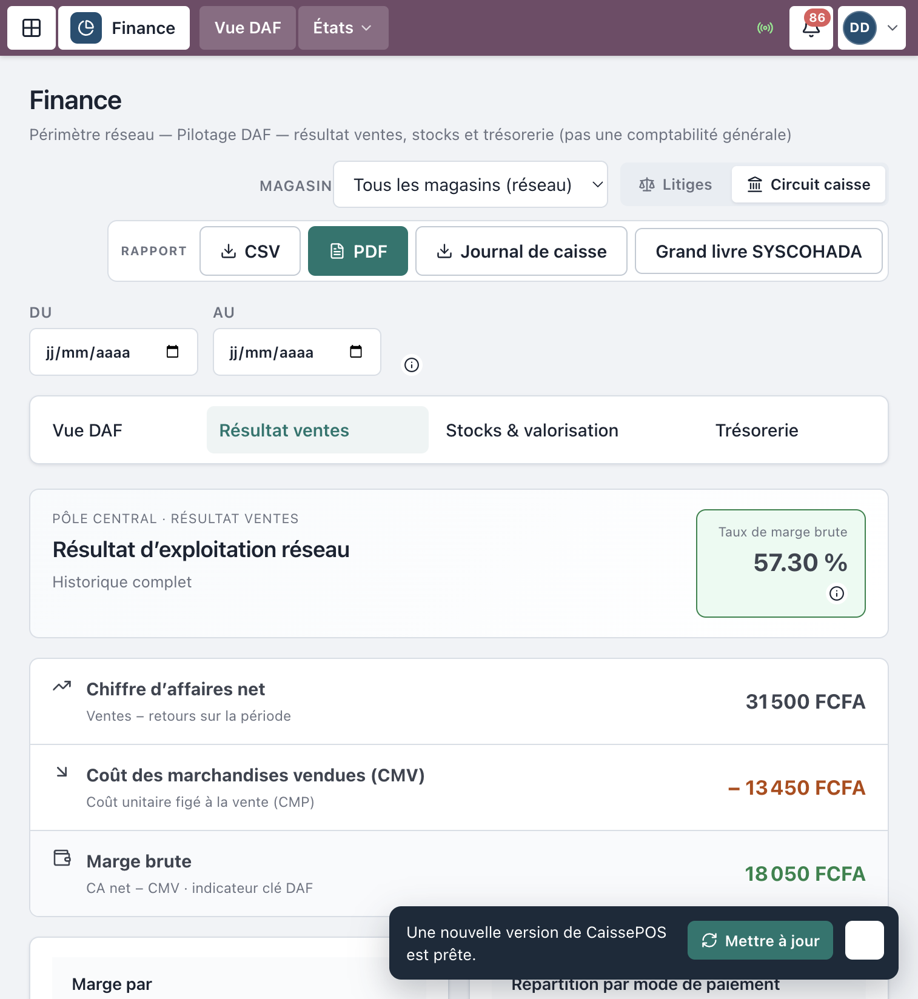 Finance
Vue DAF
États
86
DD
Finance
Périmètre réseau — Pilotage DAF — résultat ventes, stocks et trésorerie (pas une comptabilité générale)
MAGASIN
Tous les magasins (réseau)
Litiges
Circuit caisse
RAPPORT
CSV
PDF
Journal de caisse
Grand livre SYSCOHADA
DU
AU
jj/mm/aaaa
jj/mm/aaaa
Vue DAF
Résultat ventes
Stocks & valorisation
Trésorerie
PÔLE CENTRAL · RÉSULTAT VENTES
Résultat d’exploitation réseau
Historique complet
Taux de marge brute
57.30 %
Chiffre d’affaires net
Ventes – retours sur la période
31 500 FCFA
Coût des marchandises vendues (CMV)
Coût unitaire figé à la vente (CMP)
– 13 450 FCFA
Marge brute
CA net – CMV · indicateur clé DAF
18 050 FCFA
Une nouvelle version de CaissePOS
est prête.
Mettre à jour
Marge par
Répartition par mode de paiement